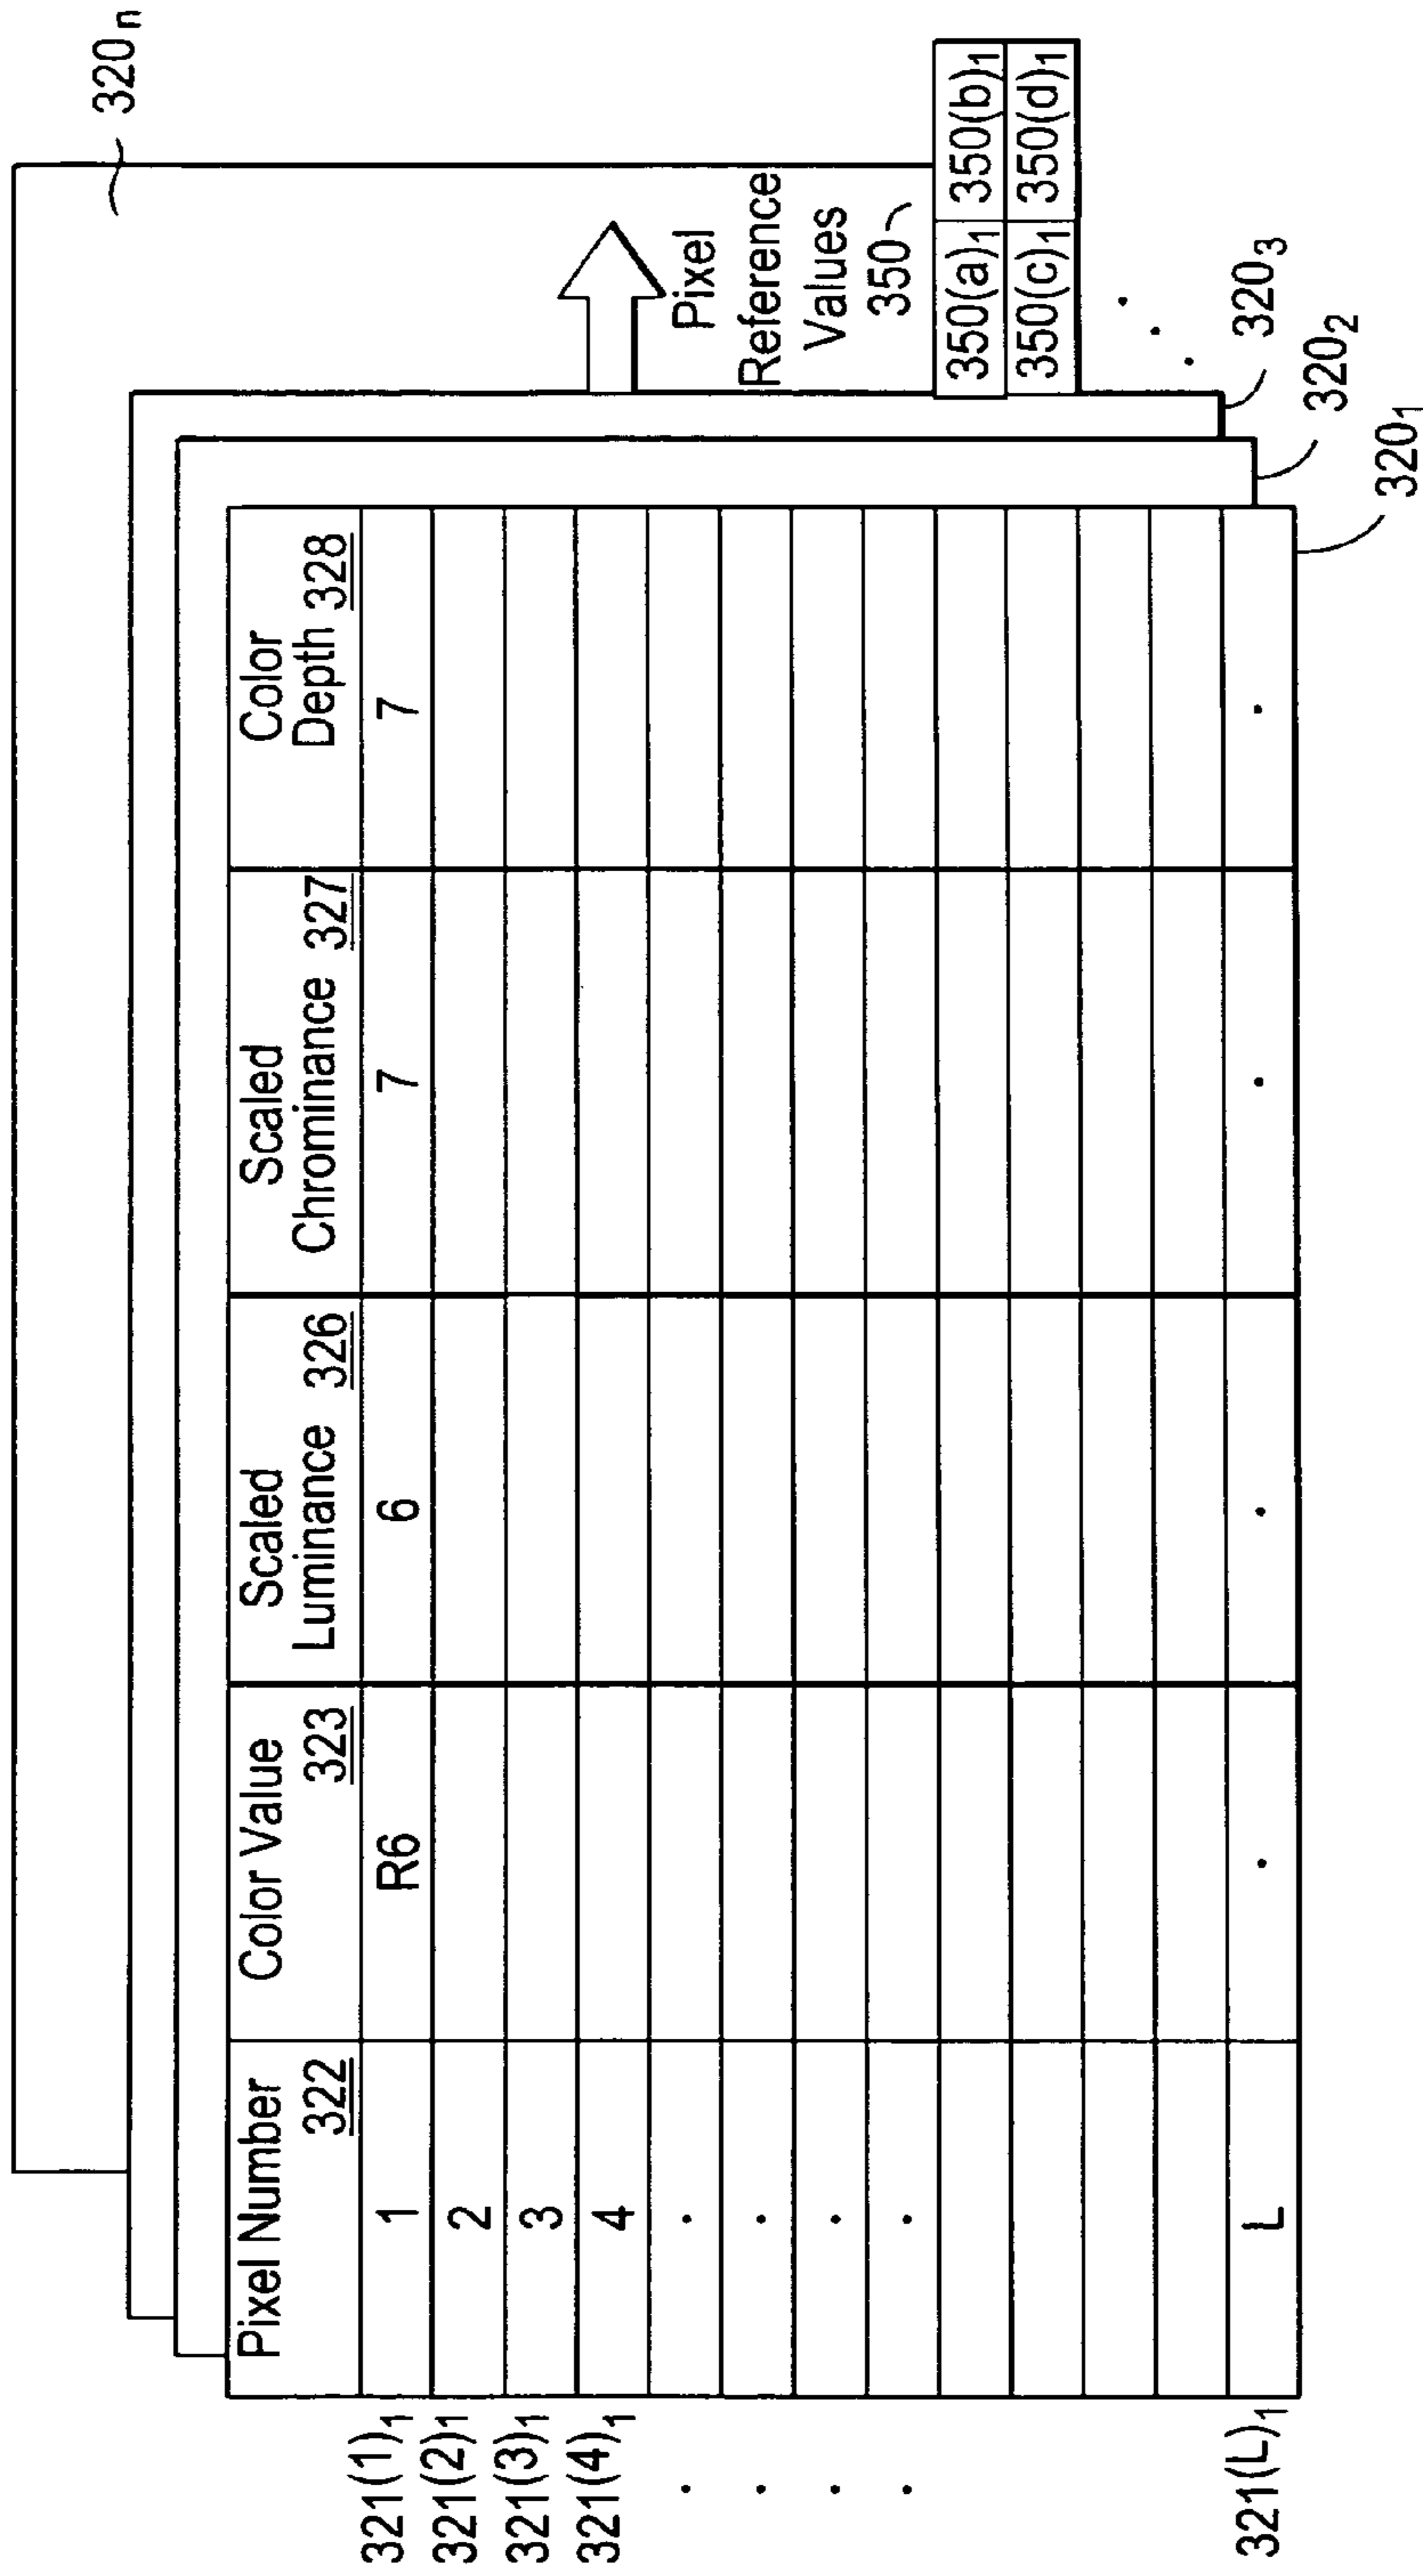 320n
Pixel Number 322
Color Value 323
Scaled Luminance 326
Scaled Chrominance 327
Color Depth 328
321(1)1 1 R6 6 7 7
321(2)1 2
321(3)1 3
321(4)1 4
. .
. .
. .
. .
321(L)1 L . . . .
Pixel
Reference
Values
350
350(a)1 350(b)1
350(c)1 350(d)1
. . .
3203
3202
3201